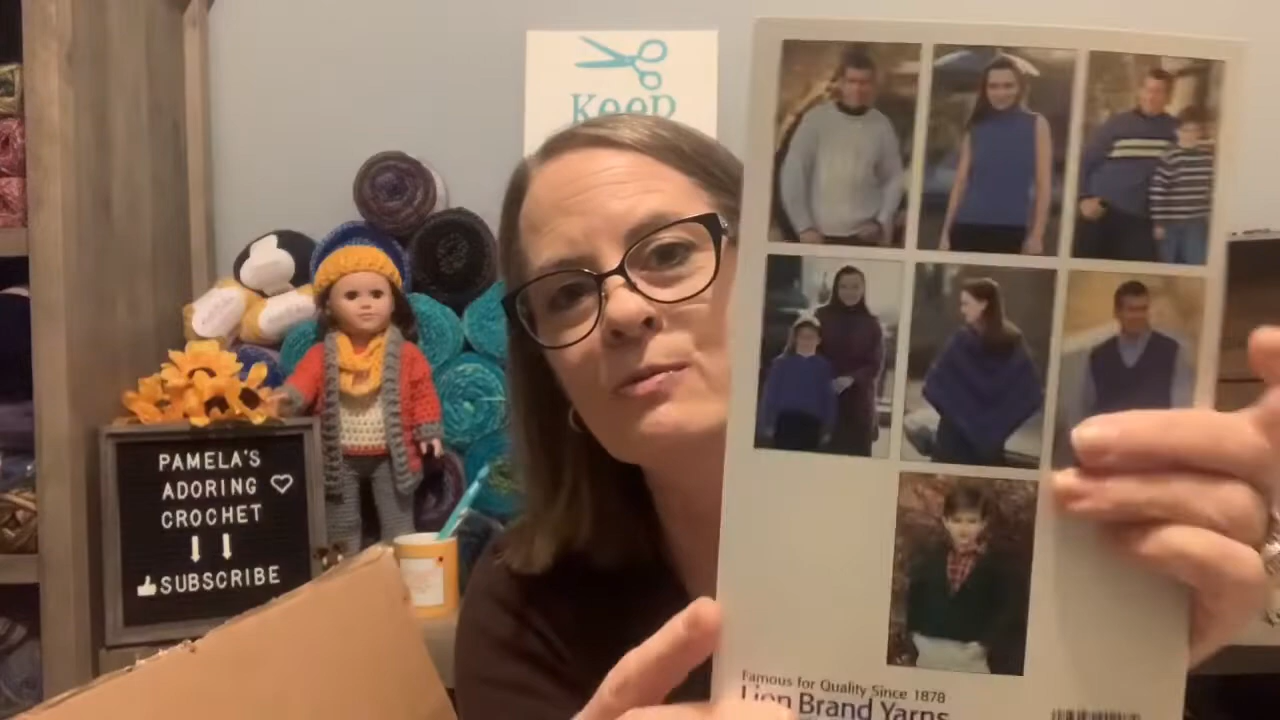 Keep
PAMELA'S
ADORING
CROCHET
SUBSCRIBE
Famous for Quality Since 1878
Lion Brand Yarns